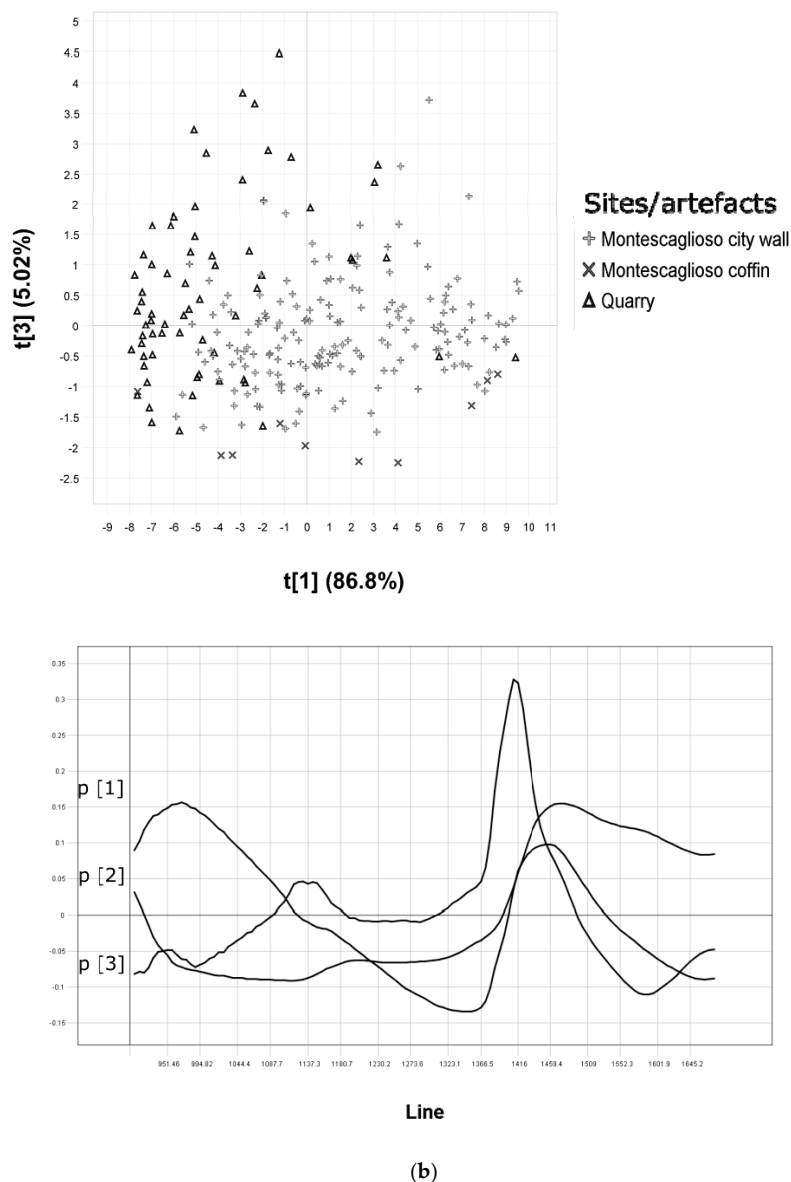 5
4.5
4
3.5
3
2.5
2
1.5
1
0.5
0
-0.5
-1
-1.5
-2
-2.5
t[3] (5.02%)
-9 -8 -7 -6 -5 -4 -3 -2 -1 0 1 2 3 4 5 6 7 8 9 10 11
t[1] (86.8%)
Sites/artefacts
Montescaglioso city wall
Montescaglioso coffin
Quarry
0.35
0.3
0.25
0.2
0.15
0.1
0.05
0
-0.05
-0.1
-0.15
p [1]
p [2]
p [3]
951.46 994.82 1044.4 1087.7 1137.3 1180.7 1230.2 1273.6 1323.1 1366.5 1416 1459.4 1509 1552.3 1601.9 1645.2
Line
(b)